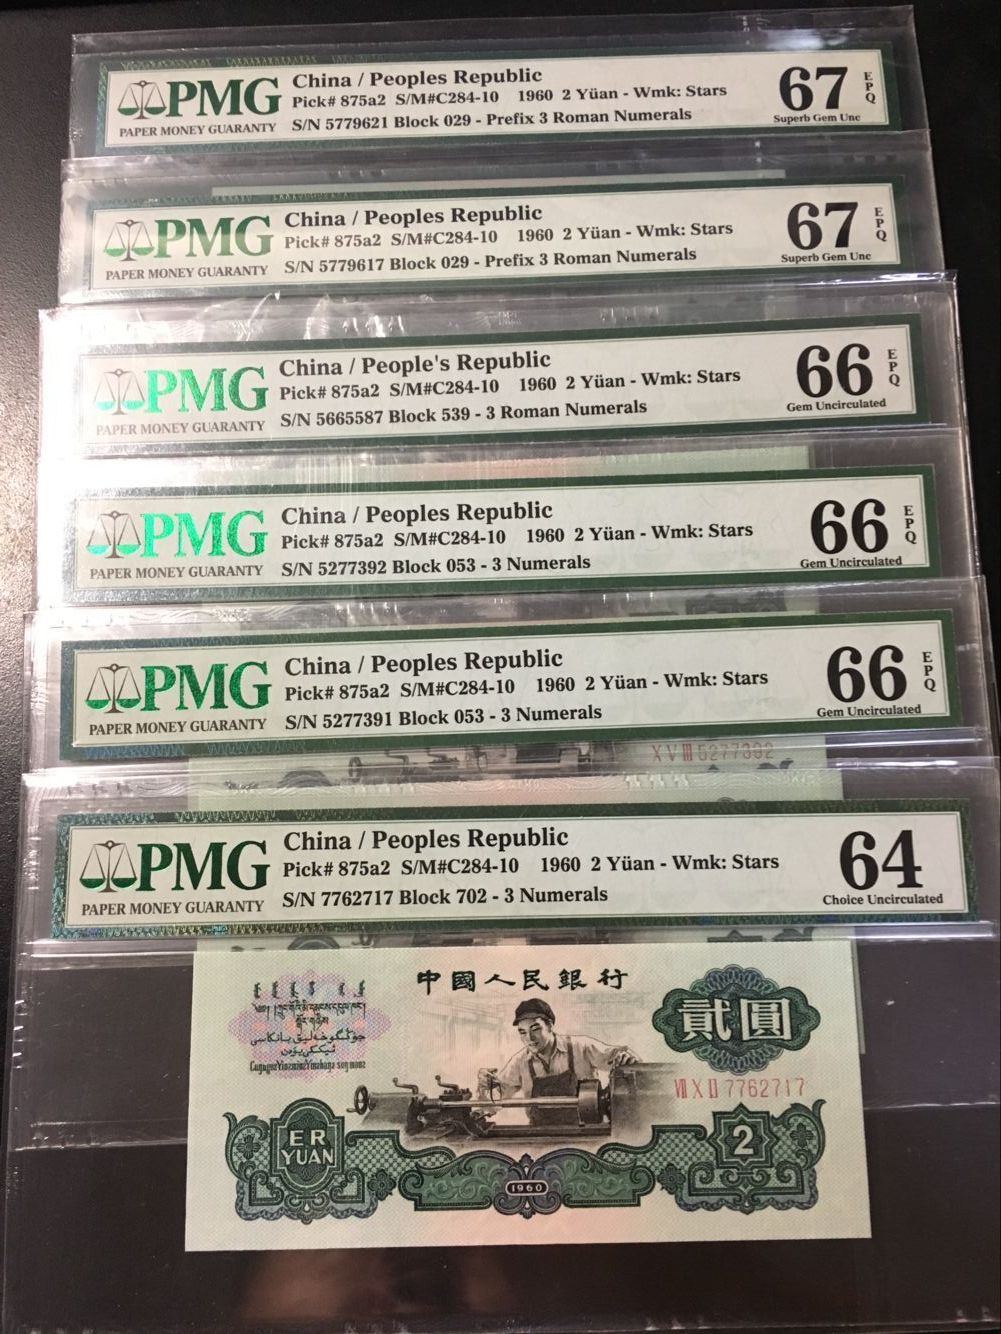 PMG
PAPER MONEY GUARANTY
China / Peoples Republic
Pick# 875a2 S/M#C284-10 1960 2 Yüan - Wmk: Stars
S/N 5779621 Block 029 - Prefix 3 Roman Numerals
67
EPQ
Superb Gem Unc
PMG
PAPER MONEY GUARANTY
China / Peoples Republic
Pick# 875a2 S/M#C284-10 1960 2 Yüan - Wmk: Stars
S/N 5779617 Block 029 - Prefix 3 Roman Numerals
67
EPQ
Superb Gem Unc
PMG
PAPER MONEY GUARANTY
China / People's Republic
Pick# 875a2 S/M#C284-10 1960 2 Yüan - Wmk: Stars
S/N 5665587 Block 539 - 3 Roman Numerals
66
EPQ
Gem Uncirculated
PMG
PAPER MONEY GUARANTY
China / Peoples Republic
Pick# 875a2 S/M#C284-10 1960 2 Yüan - Wmk: Stars
S/N 5277392 Block 053 - 3 Numerals
66
EPQ
Gem Uncirculated
PMG
PAPER MONEY GUARANTY
China / Peoples Republic
Pick# 875a2 S/M#C284-10 1960 2 Yüan - Wmk: Stars
S/N 5277391 Block 053 - 3 Numerals
66
EPQ
Gem Uncirculated
X V Ⅲ 5277392
PMG
PAPER MONEY GUARANTY
China / Peoples Republic
Pick# 875a2 S/M#C284-10 1960 2 Yüan - Wmk: Stars
S/N 7762717 Block 702 - 3 Numerals
64
Choice Uncirculated
中國人民銀行
貳圓
Ⅷ X Ⅱ 7762717
ER
YUAN
2
1960